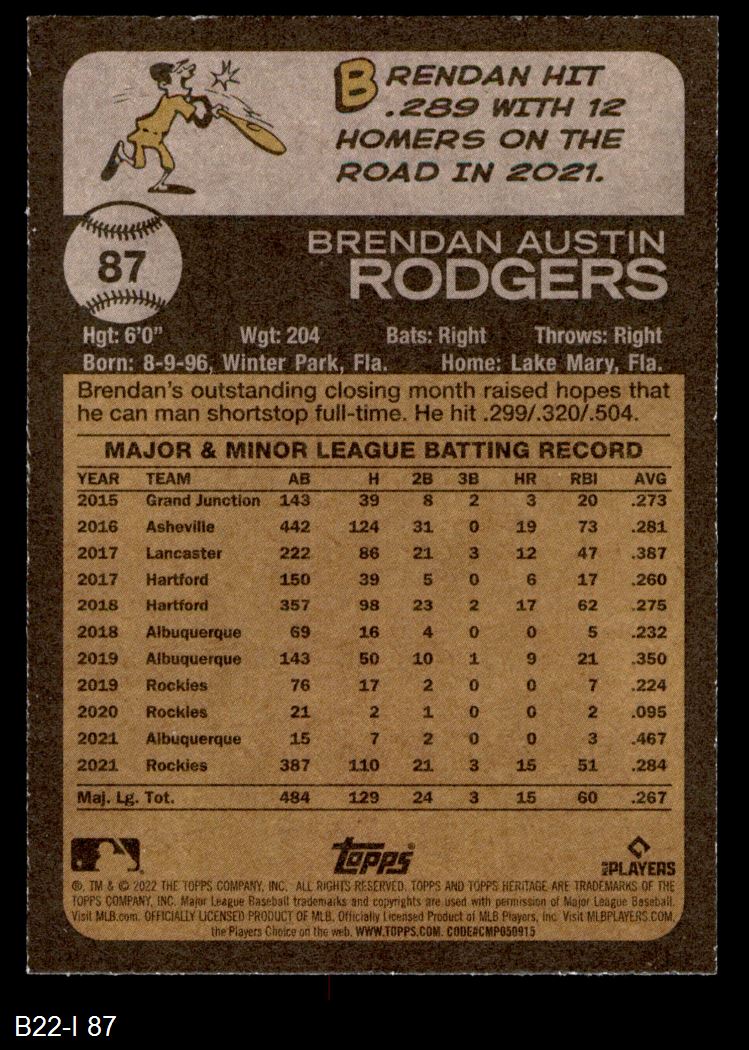 BRENDAN HIT
.289 WITH 12
HOMERS ON THE
ROAD IN 2021.
87
BRENDAN AUSTIN
RODGERS
Hgt: 6'0" Wgt: 204 Bats: Right Throws: Right
Born: 8-9-96, Winter Park, Fla. Home: Lake Mary, Fla.
Brendan's outstanding closing month raised hopes that
he can man shortstop full-time. He hit .299/.320/.504.
MAJOR & MINOR LEAGUE BATTING RECORD
YEAR TEAM AB H 2B 3B HR RBI AVG
2015 Grand Junction 143 39 8 2 3 20 .273
2016 Asheville 442 124 31 0 19 73 .281
2017 Lancaster 222 86 21 3 12 47 .387
2017 Hartford 150 39 5 0 6 17 .260
2018 Hartford 357 98 23 2 17 62 .275
2018 Albuquerque 69 16 4 0 0 5 .232
2019 Albuquerque 143 50 10 1 9 21 .350
2019 Rockies 76 17 2 0 0 7 .224
2020 Rockies 21 2 1 0 0 2 .095
2021 Albuquerque 15 7 2 0 0 3 .467
2021 Rockies 387 110 21 3 15 51 .284
Maj. Lg. Tot. 484 129 24 3 15 60 .267
Topps
MLB PLAYERS
®, TM & © 2022 THE TOPPS COMPANY, INC. ALL RIGHTS RESERVED. TOPPS AND TOPPS HERITAGE ARE TRADEMARKS OF THE
TOPPS COMPANY, INC. Major League Baseball trademarks and copyrights are used with permission of Major League Baseball.
Visit MLB.com. OFFICIALLY LICENSED PRODUCT OF MLB. Officially Licensed Product of MLB Players, Inc. Visit MLBPLAYERS.COM,
the Players Choice on the web. WWW.TOPPS.COM. CODE#CMP050915
B22-I 87